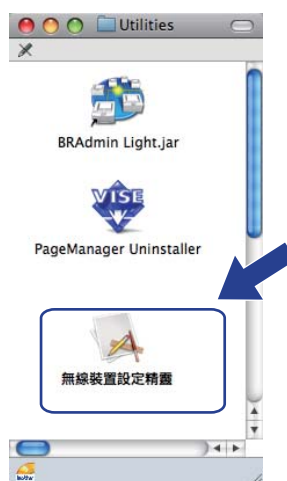 Utilities
BRAdmin Light.jar
VISE
PageManager Uninstaller
無線裝置設定精靈